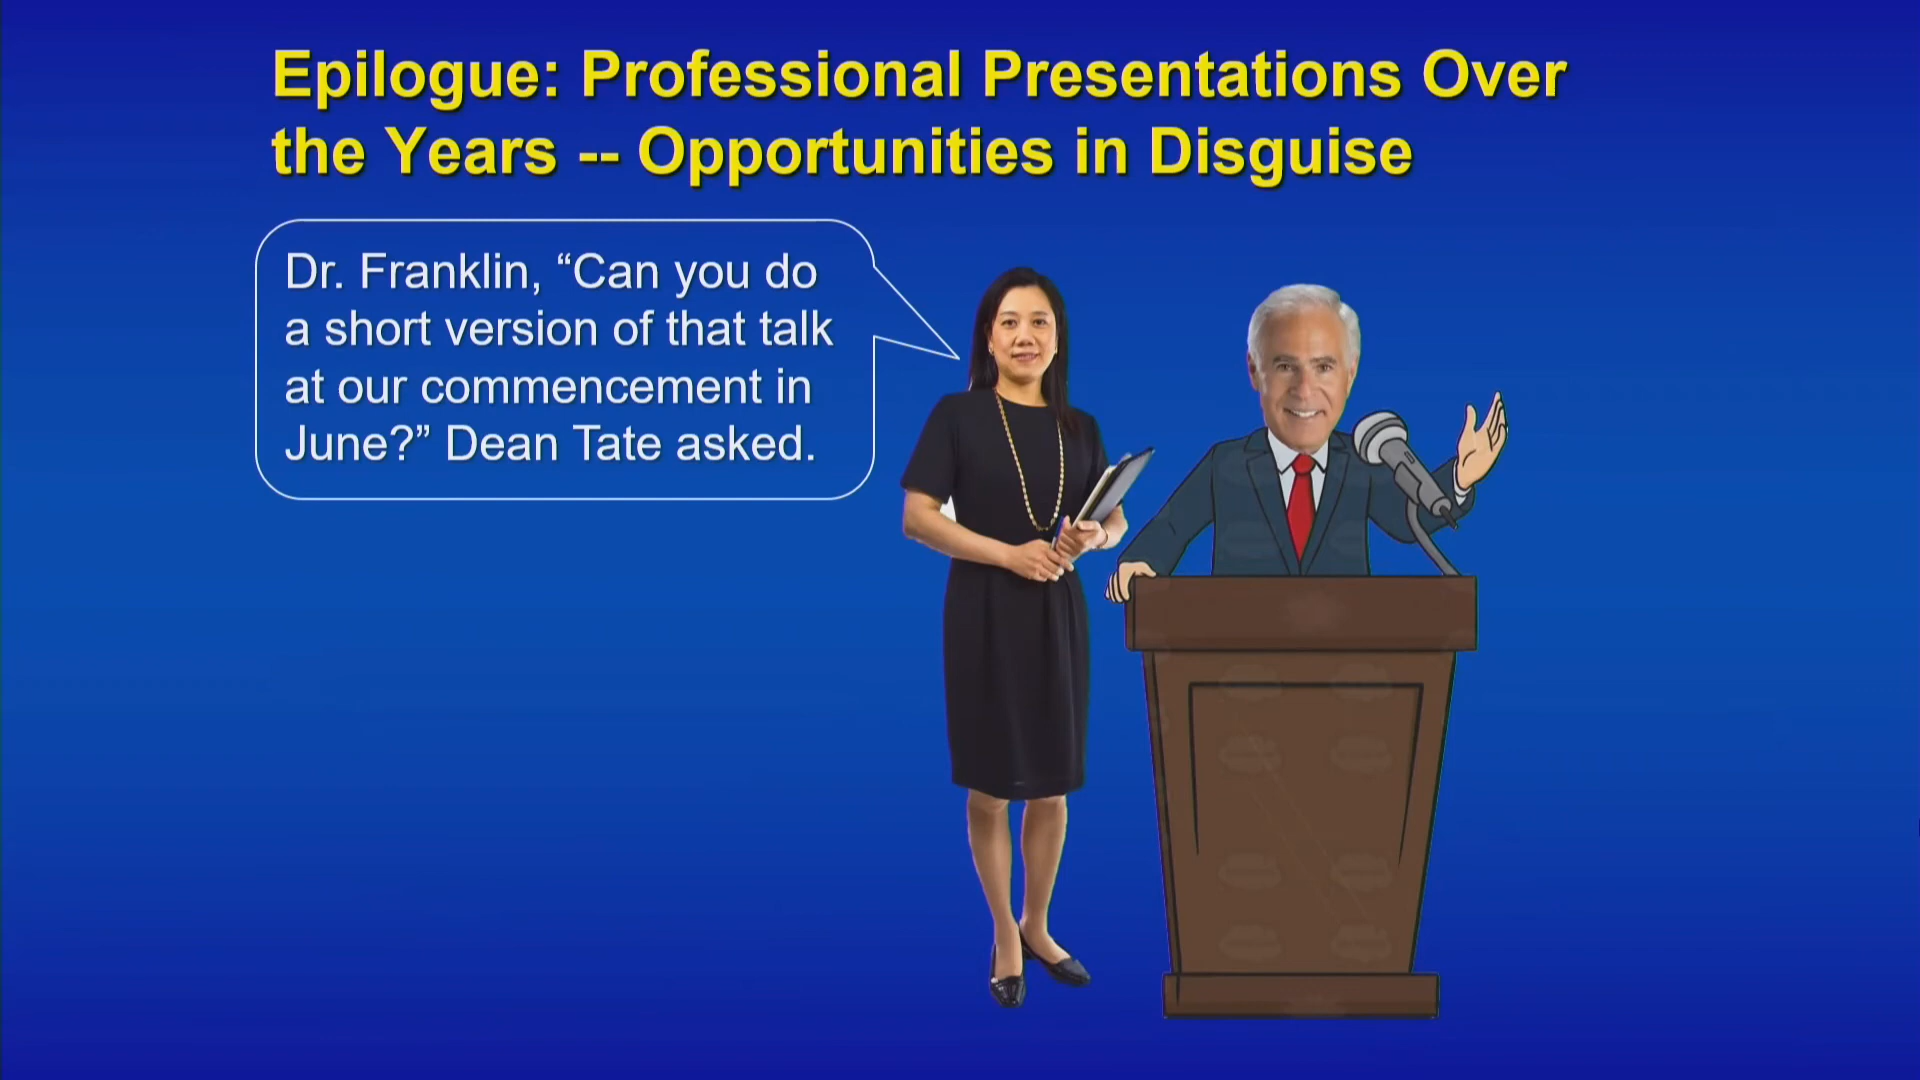 Epilogue: Professional Presentations Over
the Years -- Opportunities in Disguise
Dr. Franklin, “Can you do
a short version of that talk
at our commencement in
June?” Dean Tate asked.